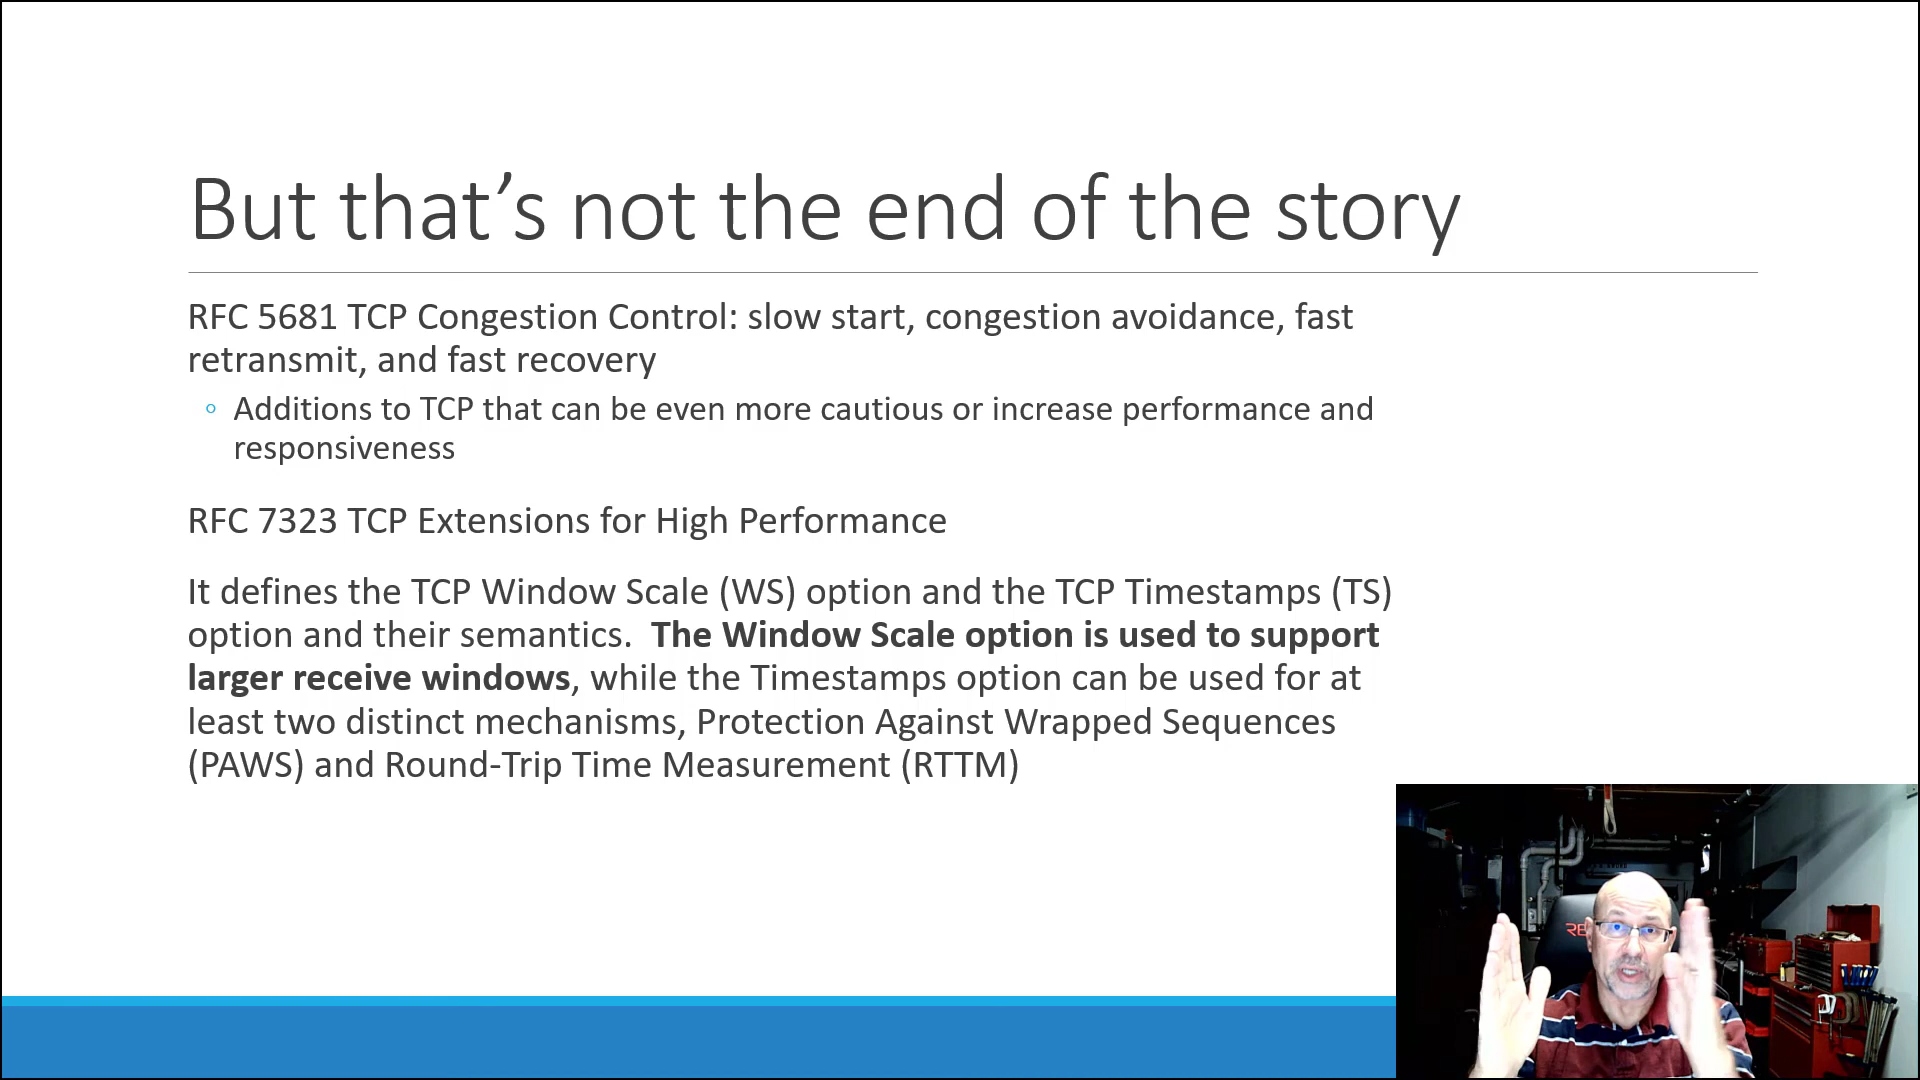 But that’s not the end of the story
RFC 5681 TCP Congestion Control: slow start, congestion avoidance, fast
retransmit, and fast recovery
◦ Additions to TCP that can be even more cautious or increase performance and
responsiveness
RFC 7323 TCP Extensions for High Performance
It defines the TCP Window Scale (WS) option and the TCP Timestamps (TS)
option and their semantics.  The Window Scale option is used to support
larger receive windows, while the Timestamps option can be used for at
least two distinct mechanisms, Protection Against Wrapped Sequences
(PAWS) and Round-Trip Time Measurement (RTTM)